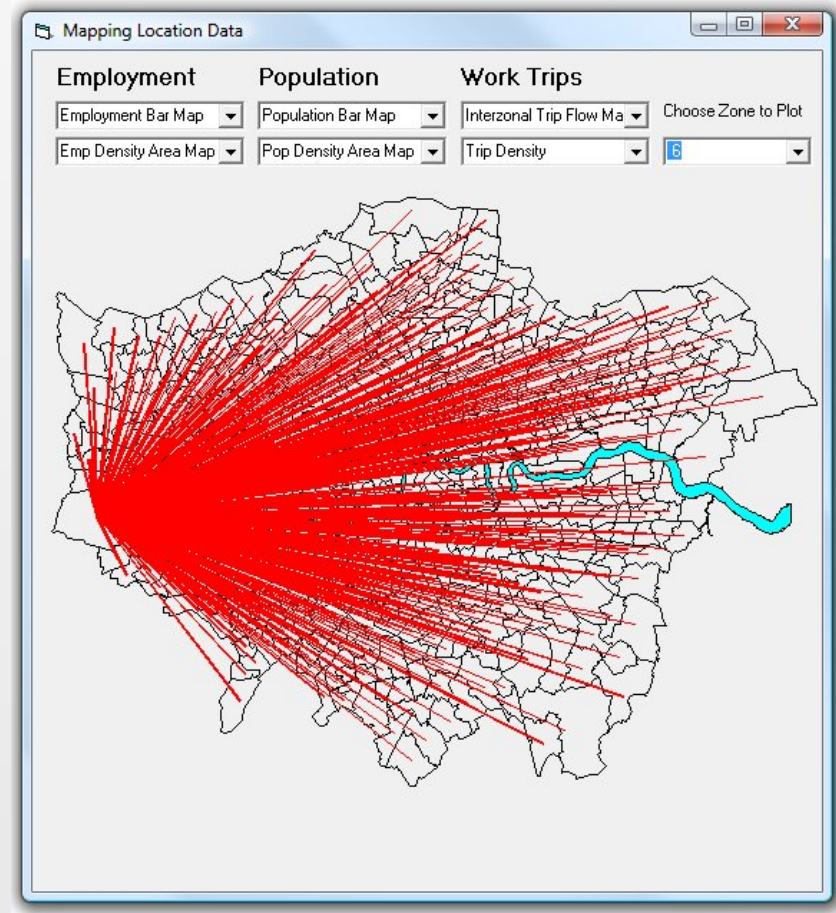 Mapping Location Data
Employment Population Work Trips
Employment Bar Map Population Bar Map Interzonal Trip Flow Ma Choose Zone to Plot
Emp Density Area Map Pop Density Area Map Trip Density 6